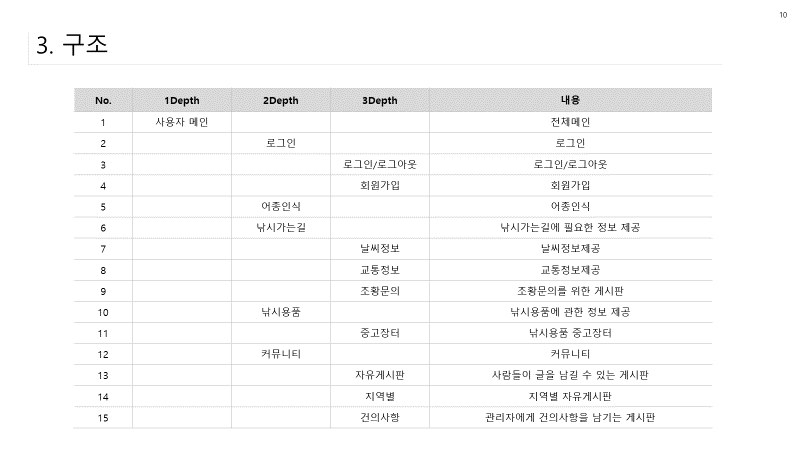 10
3. 구조
No. 1Depth 2Depth 3Depth 내용
1 사용자 메인 전체메인
2 로그인 로그인
3 로그인/로그아웃 로그인/로그아웃
4 회원가입 회원가입
5 어종인식 어종인식
6 낚시가는길 낚시가는길에 필요한 정보 제공
7 날씨정보 날씨정보제공
8 교통정보 교통정보제공
9 조황문의 조황문의를 위한 게시판
10 낚시용품 낚시용품에 관한 정보 제공
11 중고장터 낚시용품 중고장터
12 커뮤니티 커뮤니티
13 자유게시판 사람들이 글을 남길 수 있는 게시판
14 지역별 지역별 자유게시판
15 건의사항 관리자에게 건의사항을 남기는 게시판